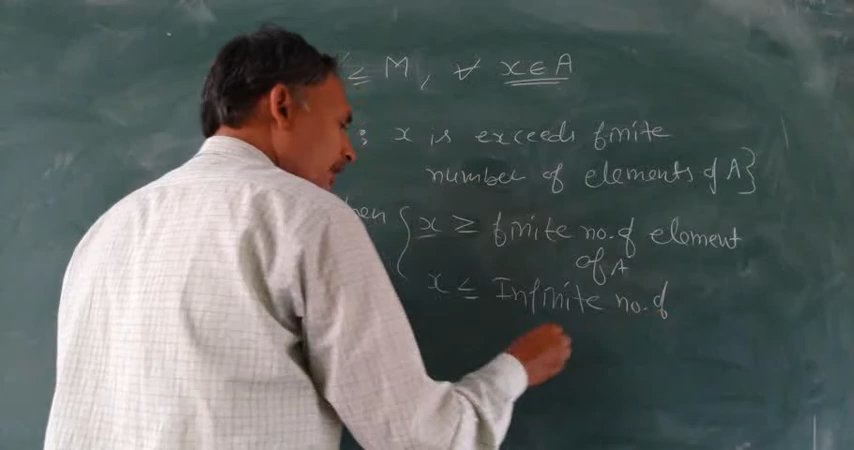 ≤ M, ∀ x ∈ A
; x is exceeds finite
number of elements of A}
{ x ≥ finite no. of element
of A
x ≤ Infinite no. of